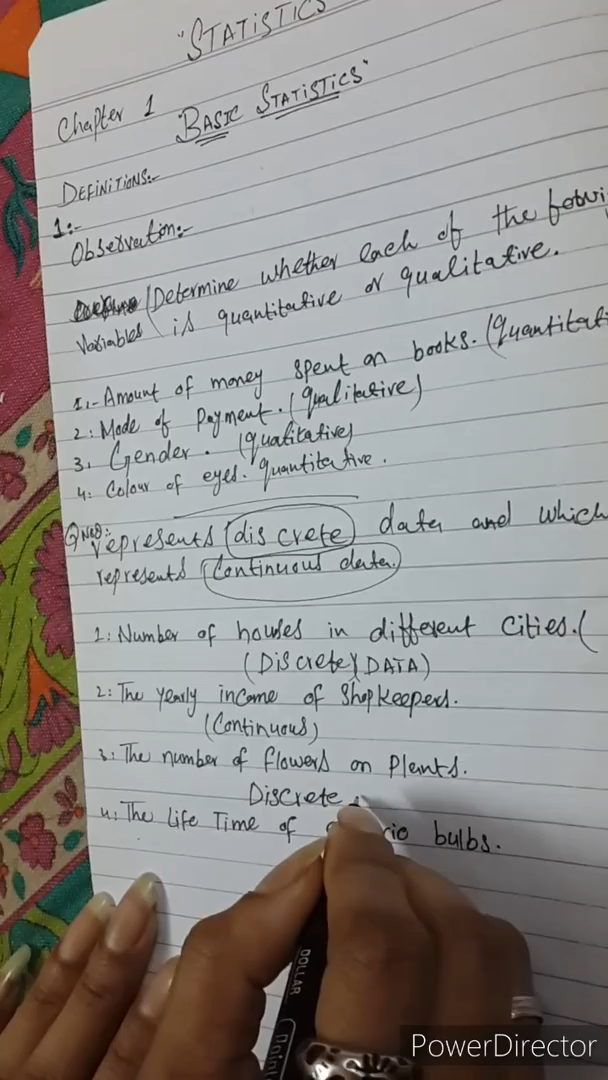 "STATISTICS
Chapter 1 BASIC STATISTICS"
DEFINITIONS:-
1:-
Observation:-
Determine whether each of the
variables is quantitative or qualitative.
1.- Amount of money spent on books. (Quantitati
2: Mode of Payment. (qualitative)
3. Gender. (qualitative)
4: Colour of eyes. quantitative.
Q No2: represents discrete data and which
represents Continuous data.
1: Number of houses in different Cities. (
(Discrete)(DATA)
2: The yearly income of Shopkeepers.
(Continuous)
3: The number of flowers on Plants.
Discrete
4: The Life Time of bulbs.
DOLLAR
PowerDirector